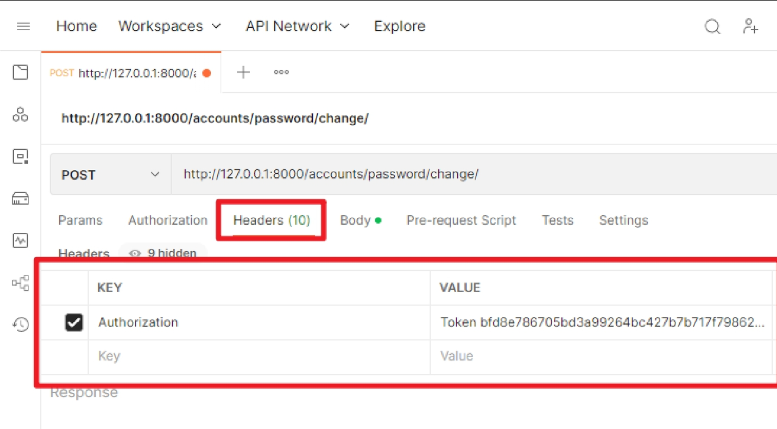 Home Workspaces API Network Explore
POST http://127.0.0.1:8000/a
http://127.0.0.1:8000/accounts/password/change/
POST http://127.0.0.1:8000/accounts/password/change/
Params Authorization Headers (10) Body Pre-request Script Tests Settings
Headers 9 hidden
KEY VALUE
Authorization Token bfd8e786705bd3a99264bc427b7b717f79862...
Key Value
Response